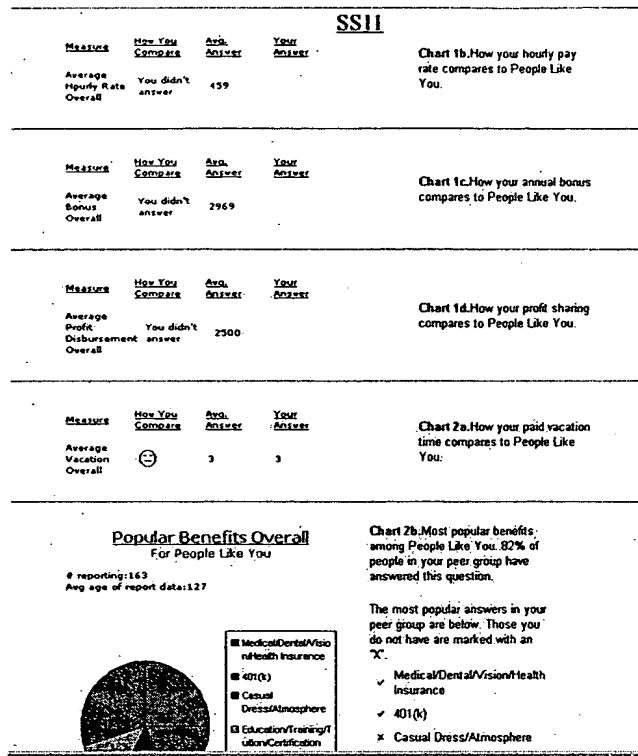 SS11
Measure How You Compare Avg. Answer Your Answer
Average Hourly Rate Overall You didn't answer 459
Chart 1b.How your hourly pay
rate compares to People Like
You.
Measure How You Compare Avg. Answer Your Answer
Average Bonus Overall You didn't answer 2969
Chart 1c.How your annual bonus
compares to People Like You.
Measure How You Compare Avg. Answer Your Answer
Average Profit Disbursement Overall You didn't answer 2500
Chart 1d.How your profit sharing
compares to People Like You.
Measure How You Compare Avg. Answer Your Answer
Average Vacation Overall 3 3
Chart 2a.How your paid vacation
time compares to People Like
You.
Popular Benefits Overall
For People Like You
# reporting:163
Avg age of report data:127
Medical/Dental/Visio
n/Health Insurance
401(k)
Casual
Dress/Atmosphere
Education/Training/T
uition/Certification
Chart 2b.Most popular benefits
among People Like You. 82% of
people in your peer group have
answered this question.
The most popular answers in your
peer group are below. Those you
do not have are marked with an
"X".
✓ Medical/Dental/Vision/Health
Insurance
✓ 401(k)
✗ Casual Dress/Atmosphere